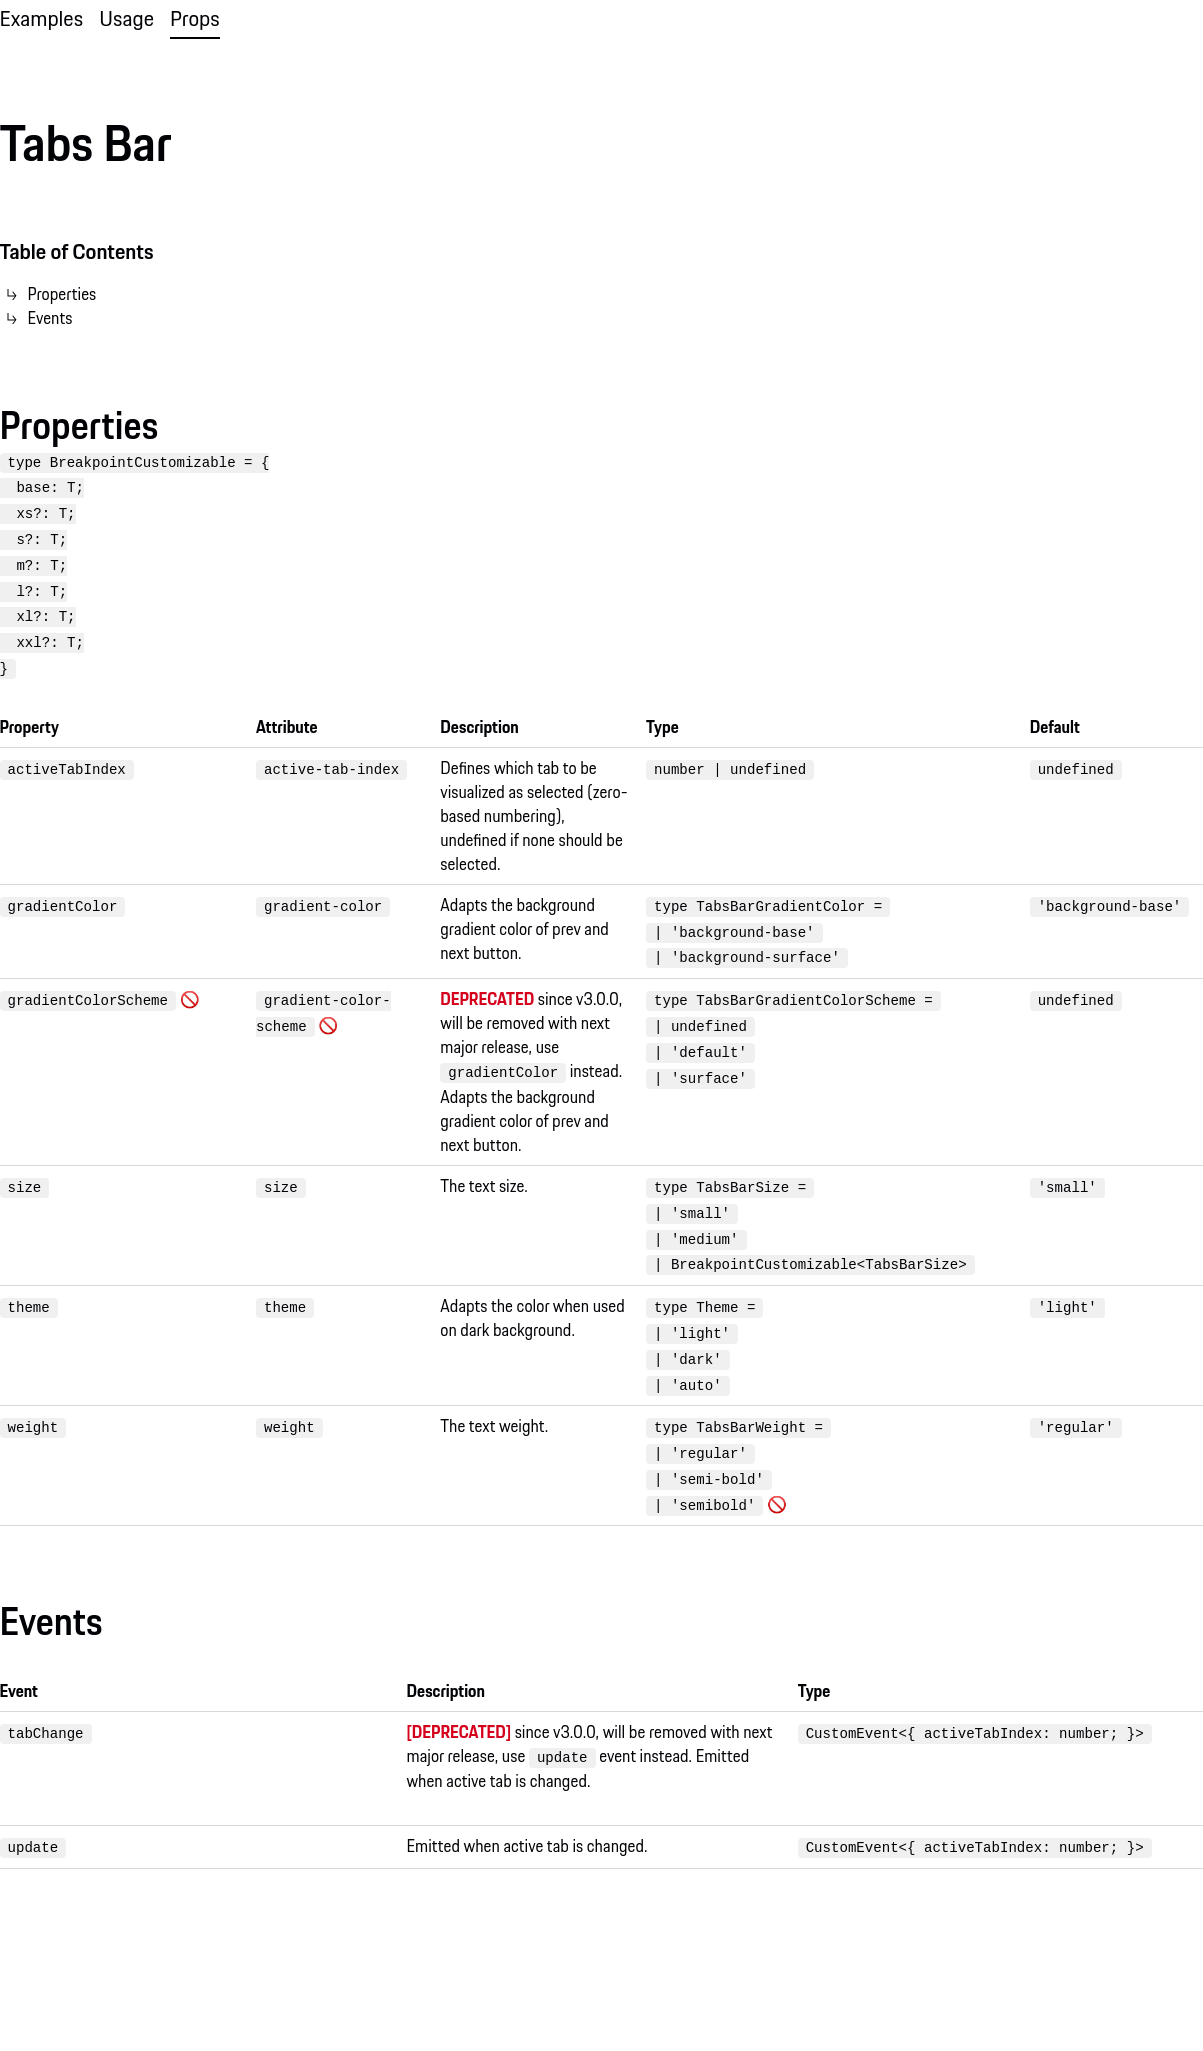 Examples Usage Props
Tabs Bar
Table of Contents
Properties
Events
Properties
type BreakpointCustomizable = {
base: T;
xs?: T;
s?: T;
m?: T;
l?: T;
xl?: T;
xxl?: T;
}
Property Attribute Description Type Default
activeTabIndex active-tab-index Defines which tab to be number | undefined undefined
visualized as selected (zero-
based numbering),
undefined if none should be
selected.
gradientColor gradient-color Adapts the background type TabsBarGradientColor = 'background-base'
gradient color of prev and | 'background-base'
next button. | 'background-surface'
gradientColorScheme gradient-color- DEPRECATED since v3.0.0, type TabsBarGradientColorScheme = undefined
scheme will be removed with next | undefined
major release, use | 'default'
gradientColor instead. | 'surface'
Adapts the background
gradient color of prev and
next button.
size size The text size. type TabsBarSize = 'small'
| 'small'
| 'medium'
| BreakpointCustomizable<TabsBarSize>
theme theme Adapts the color when used type Theme = 'light'
on dark background. | 'light'
| 'dark'
| 'auto'
weight weight The text weight. type TabsBarWeight = 'regular'
| 'regular'
| 'semi-bold'
| 'semibold'
Events
Event Description Type
tabChange [DEPRECATED] since v3.0.0, will be removed with next CustomEvent<{ activeTabIndex: number; }>
major release, use update event instead. Emitted
when active tab is changed.
update Emitted when active tab is changed. CustomEvent<{ activeTabIndex: number; }>